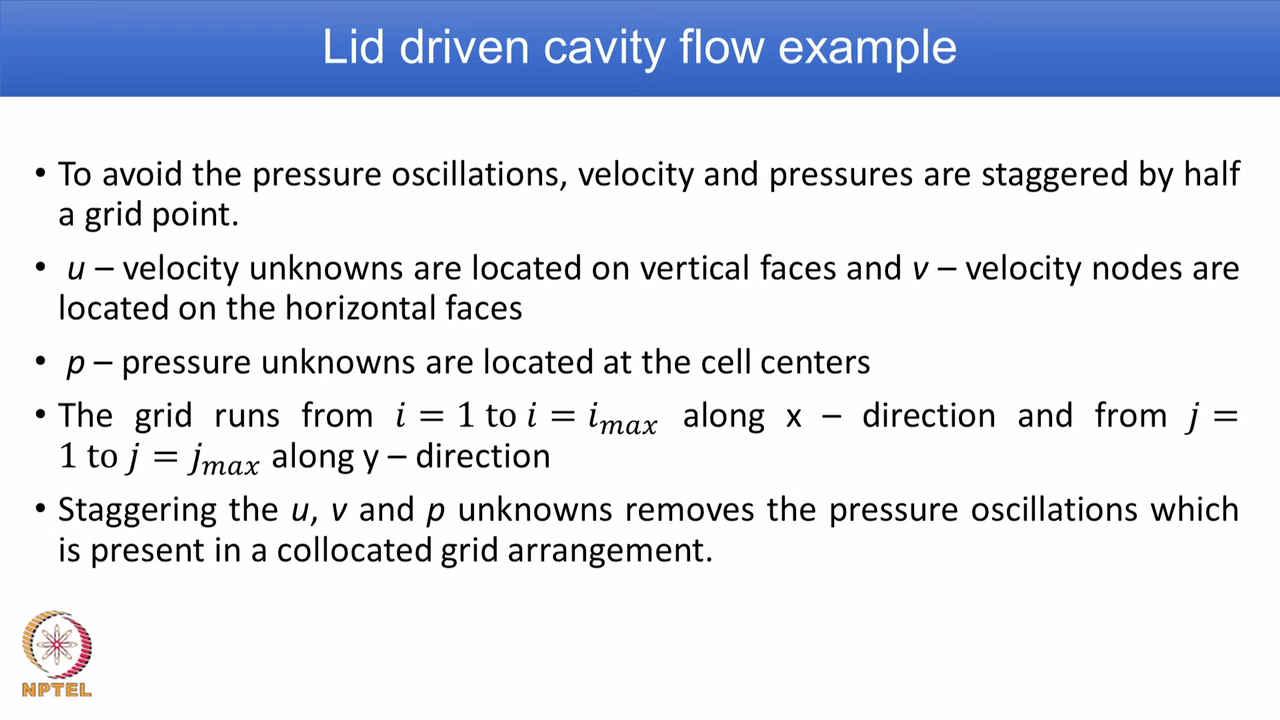 Lid driven cavity flow example
• To avoid the pressure oscillations, velocity and pressures are staggered by half
a grid point.
• u – velocity unknowns are located on vertical faces and v – velocity nodes are
located on the horizontal faces
• p – pressure unknowns are located at the cell centers
• The grid runs from 𝑖 = 1 to 𝑖 = 𝑖𝑚𝑎𝑥 along x – direction and from 𝑗 =
1 to 𝑗 = 𝑗𝑚𝑎𝑥 along y – direction
• Staggering the u, v and p unknowns removes the pressure oscillations which
is present in a collocated grid arrangement.
NPTEL